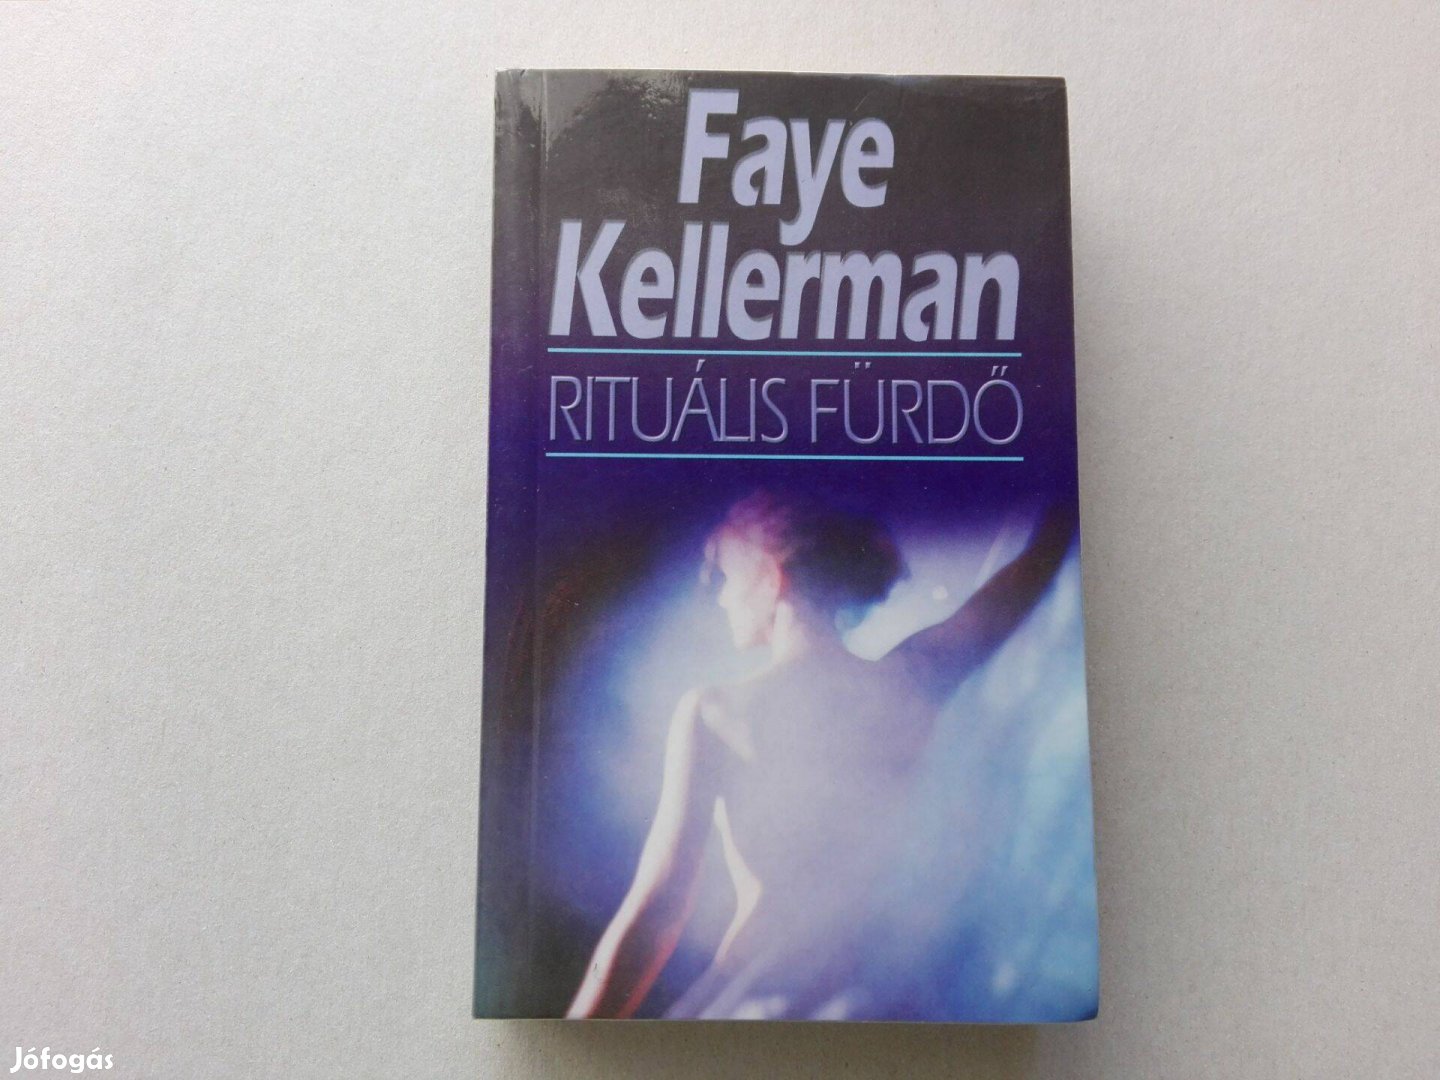 Faye
Kellerman
RITUÁLIS FÜRDŐ
Jófogás